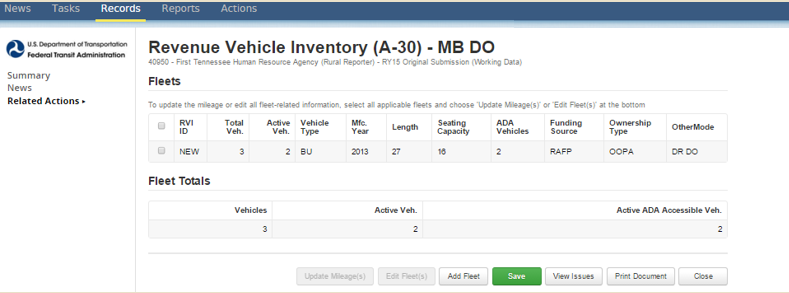 News Tasks Records Reports Actions
U.S. Department of Transportation
Federal Transit Administration
Summary
News
Related Actions ▸
Revenue Vehicle Inventory (A-30) - MB DO
40950 - First Tennessee Human Resource Agency (Rural Reporter) - RY15 Original Submission (Working Data)
Fleets
To update the mileage or edit all fleet-related information, select all applicable fleets and choose 'Update Mileage(s)' or 'Edit Fleet(s)' at the bottom
RVI ID Total Veh. Active Veh. Vehicle Type Mfc. Year Length Seating Capacity ADA Vehicles Funding Source Ownership Type OtherMode
NEW 3 2 BU 2013 27 16 2 RAFP OOPA DR DO
Fleet Totals
Vehicles Active Veh. Active ADA Accessible Veh.
3 2 2
Update Mileage(s) Edit Fleet(s) Add Fleet Save View Issues Print Document Close